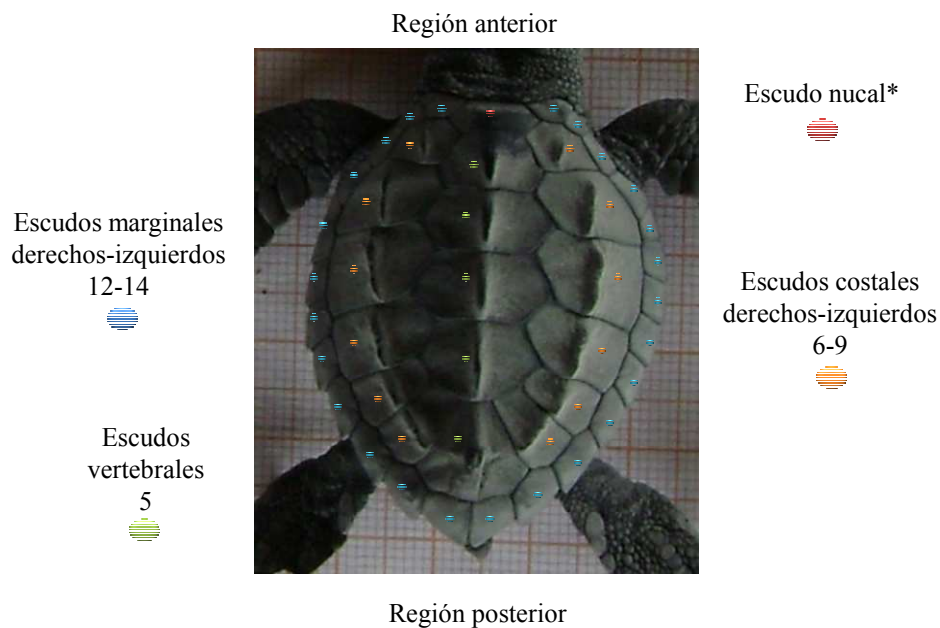 Región anterior
Escudo nucal*
Escudos marginales
derechos-izquierdos
12-14
Escudos costales
derechos-izquierdos
6-9
Escudos
vertebrales
5
Región posterior